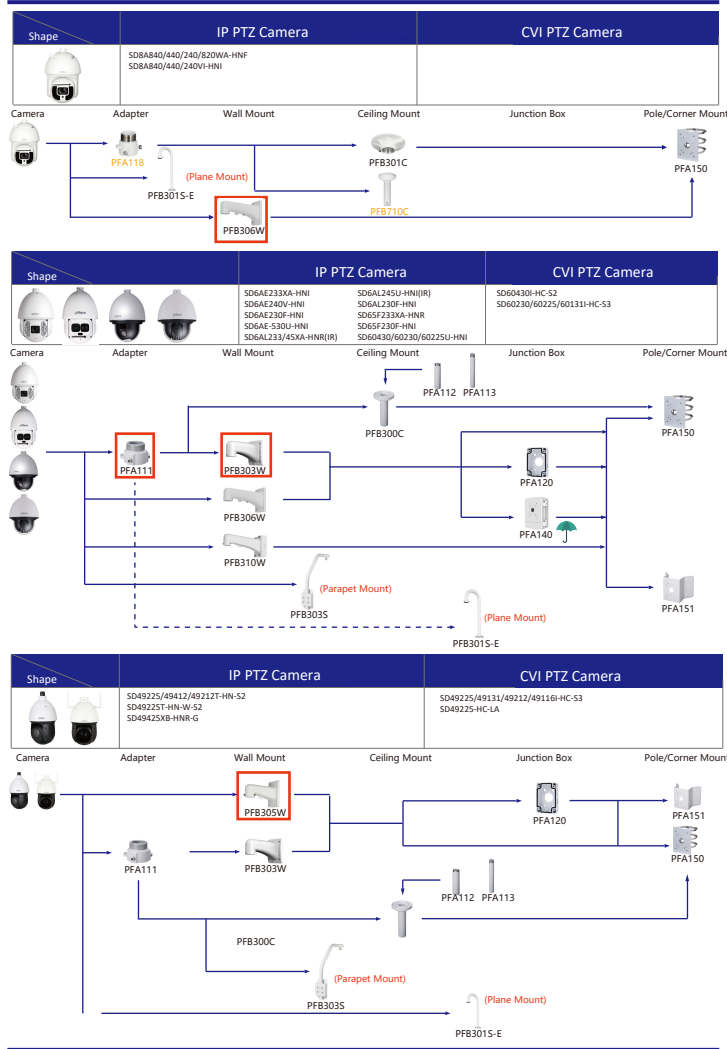 Shape
IP PTZ Camera
CVI PTZ Camera
SD8A840/440/240/820WA-HNF
SD8A840/440/240VI-HNI
Camera
Adapter
Wall Mount
Ceiling Mount
Junction Box
Pole/Corner Mount
PFA118
PFB301C
PFA150
(Plane Mount)
PFB301S-E
PFB710C
PFB306W
Shape
IP PTZ Camera
CVI PTZ Camera
SD6AE233XA-HNI
SD6AE240V-HNI
SD6AE230F-HNI
SD6AE-530U-HNI
SD6AL233/45XA-HNR(IR)
SD6AL245U-HNI(IR)
SD6AL230F-HNI
SD65F233XA-HNR
SD65F230F-HNI
SD60430/60230/60225U-HNI
SD60430I-HC-S2
SD60230/60225/60131I-HC-S3
Camera
Adapter
Wall Mount
Ceiling Mount
Junction Box
Pole/Corner Mount
PFA112
PFA113
PFB300C
PFA150
PFA111
PFB303W
PFA120
PFB306W
PFA140
PFB310W
(Parapet Mount)
PFB303S
PFA151
(Plane Mount)
PFB301S-E
Shape
IP PTZ Camera
CVI PTZ Camera
SD49225/49412/49212T-HN-S2
SD49225T-HN-W-S2
SD49425XB-HNR-G
SD49225/49131/49212/49116I-HC-S3
SD49225-HC-LA
Camera
Adapter
Wall Mount
Ceiling Mount
Junction Box
Pole/Corner Mount
PFB305W
PFA120
PFA151
PFA111
PFB303W
PFA150
PFA112
PFA113
PFB300C
(Parapet Mount)
PFB303S
(Plane Mount)
PFB301S-E